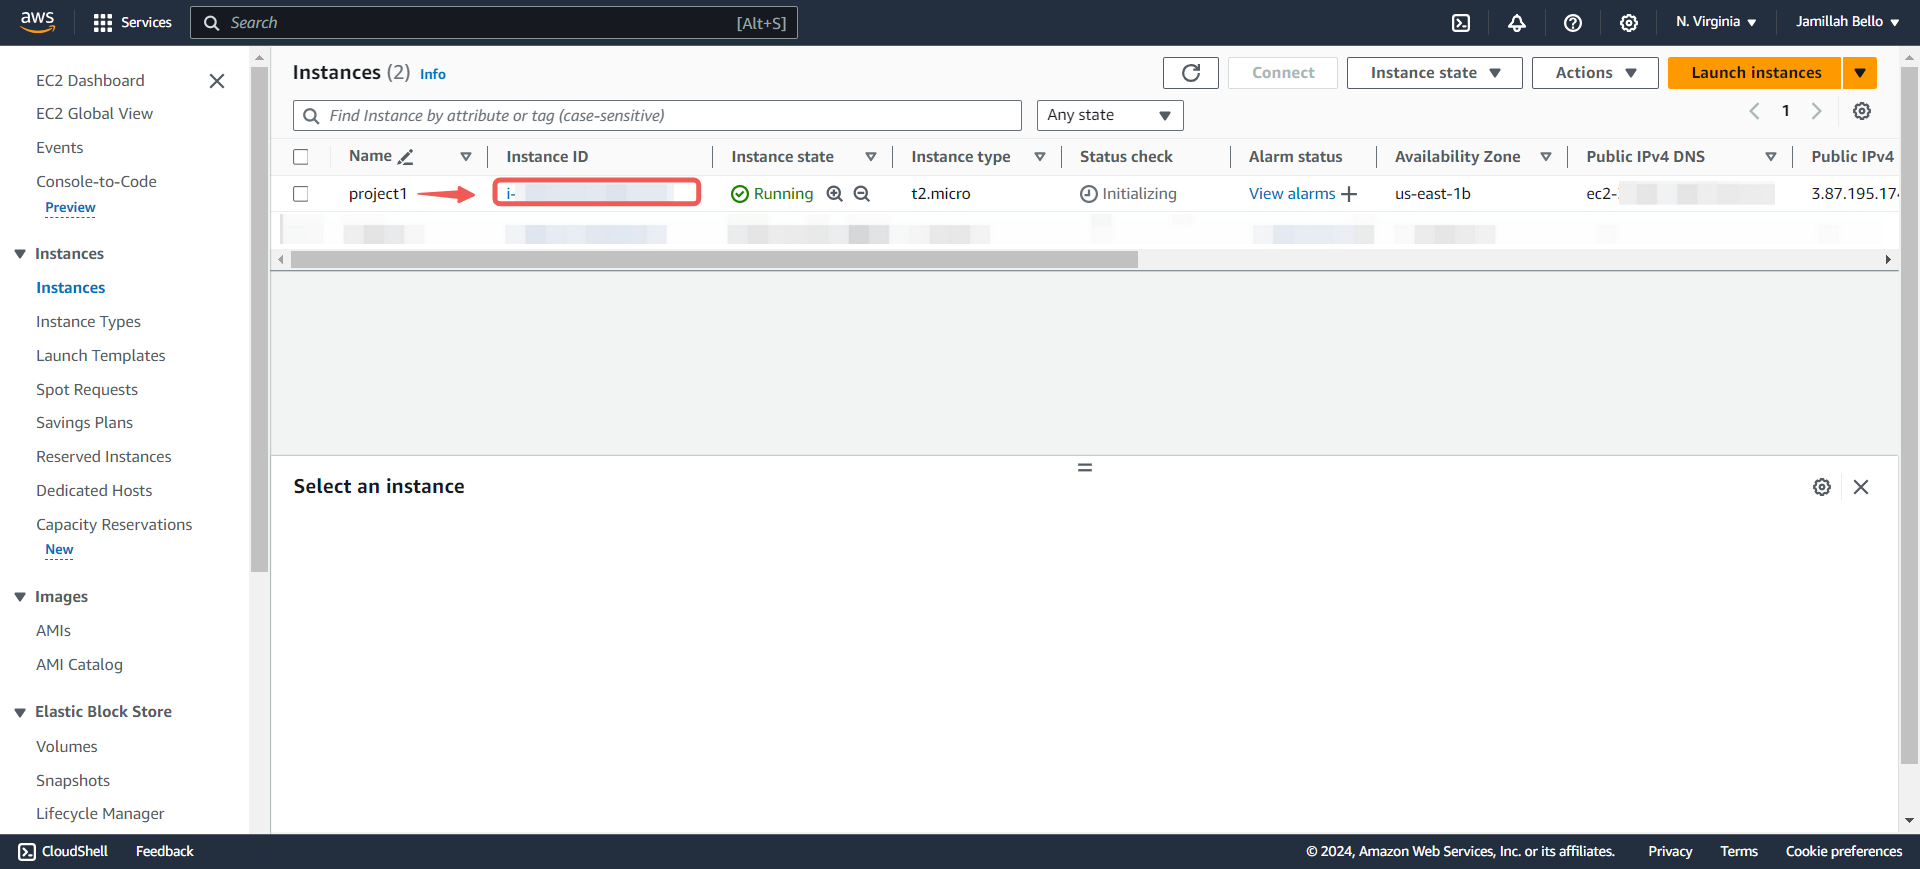 aws
Services
Search
[Alt+S]
N. Virginia
Jamillah Bello
EC2 Dashboard
EC2 Global View
Events
Console-to-Code
Preview
Instances
Instances
Instance Types
Launch Templates
Spot Requests
Savings Plans
Reserved Instances
Dedicated Hosts
Capacity Reservations
New
Images
AMIs
AMI Catalog
Elastic Block Store
Volumes
Snapshots
Lifecycle Manager
Instances (2) Info
Connect
Instance state
Actions
Launch instances
Find Instance by attribute or tag (case-sensitive)
Any state
1
Name Instance ID Instance state Instance type Status check Alarm status Availability Zone Public IPv4 DNS Public IPv4
project1 i- Running t2.micro Initializing View alarms + us-east-1b ec2- 3.87.195.174
Select an instance
CloudShell
Feedback
© 2024, Amazon Web Services, Inc. or its affiliates.
Privacy
Terms
Cookie preferences